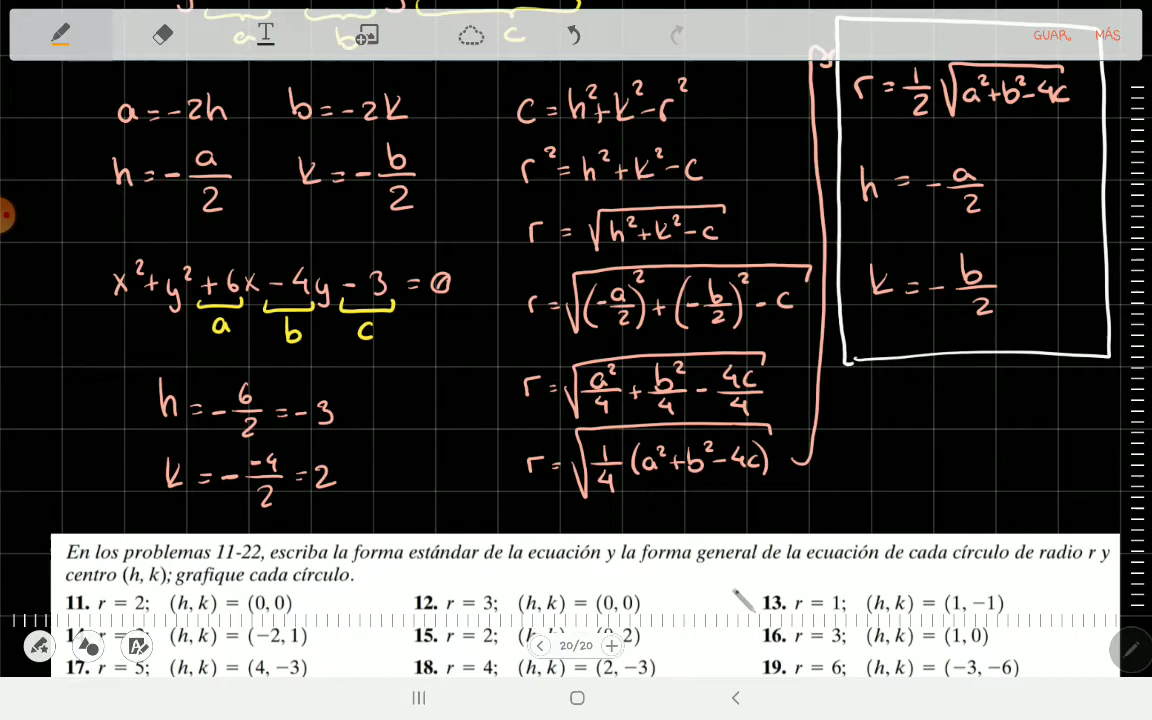 a b c
GUAR. MÁS
a = -2h b = -2k c = h² + k² - r²
h = -a/2 k = -b/2 r² = h² + k² - c
r = √(h² + k² - c)
x² + y² + 6x - 4y - 3 = 0
a b c
r = √((-a/2)² + (-b/2)² - c)
h = -6/2 = -3
r = √(a²/4 + b²/4 - 4c/4)
k = - -4/2 = 2
r = √(1/4 (a² + b² - 4c))
r = 1/2 √(a² + b² - 4c)
h = -a/2
k = -b/2
En los problemas 11-22, escriba la forma estándar de la ecuación y la forma general de la ecuación de cada círculo de radio r y
centro (h, k); grafique cada círculo.
11. r = 2; (h, k) = (0, 0) 12. r = 3; (h, k) = (0, 0) 13. r = 1; (h, k) = (1, -1)
(h, k) = (-2, 1) 15. r = 2; 2) 16. r = 3; (h, k) = (1, 0)
20/20
17. r = 5; (h, k) = (4, -3) 18. r = 4; (h, k) = (2, -3) 19. r = 6; (h, k) = (-3, -6)